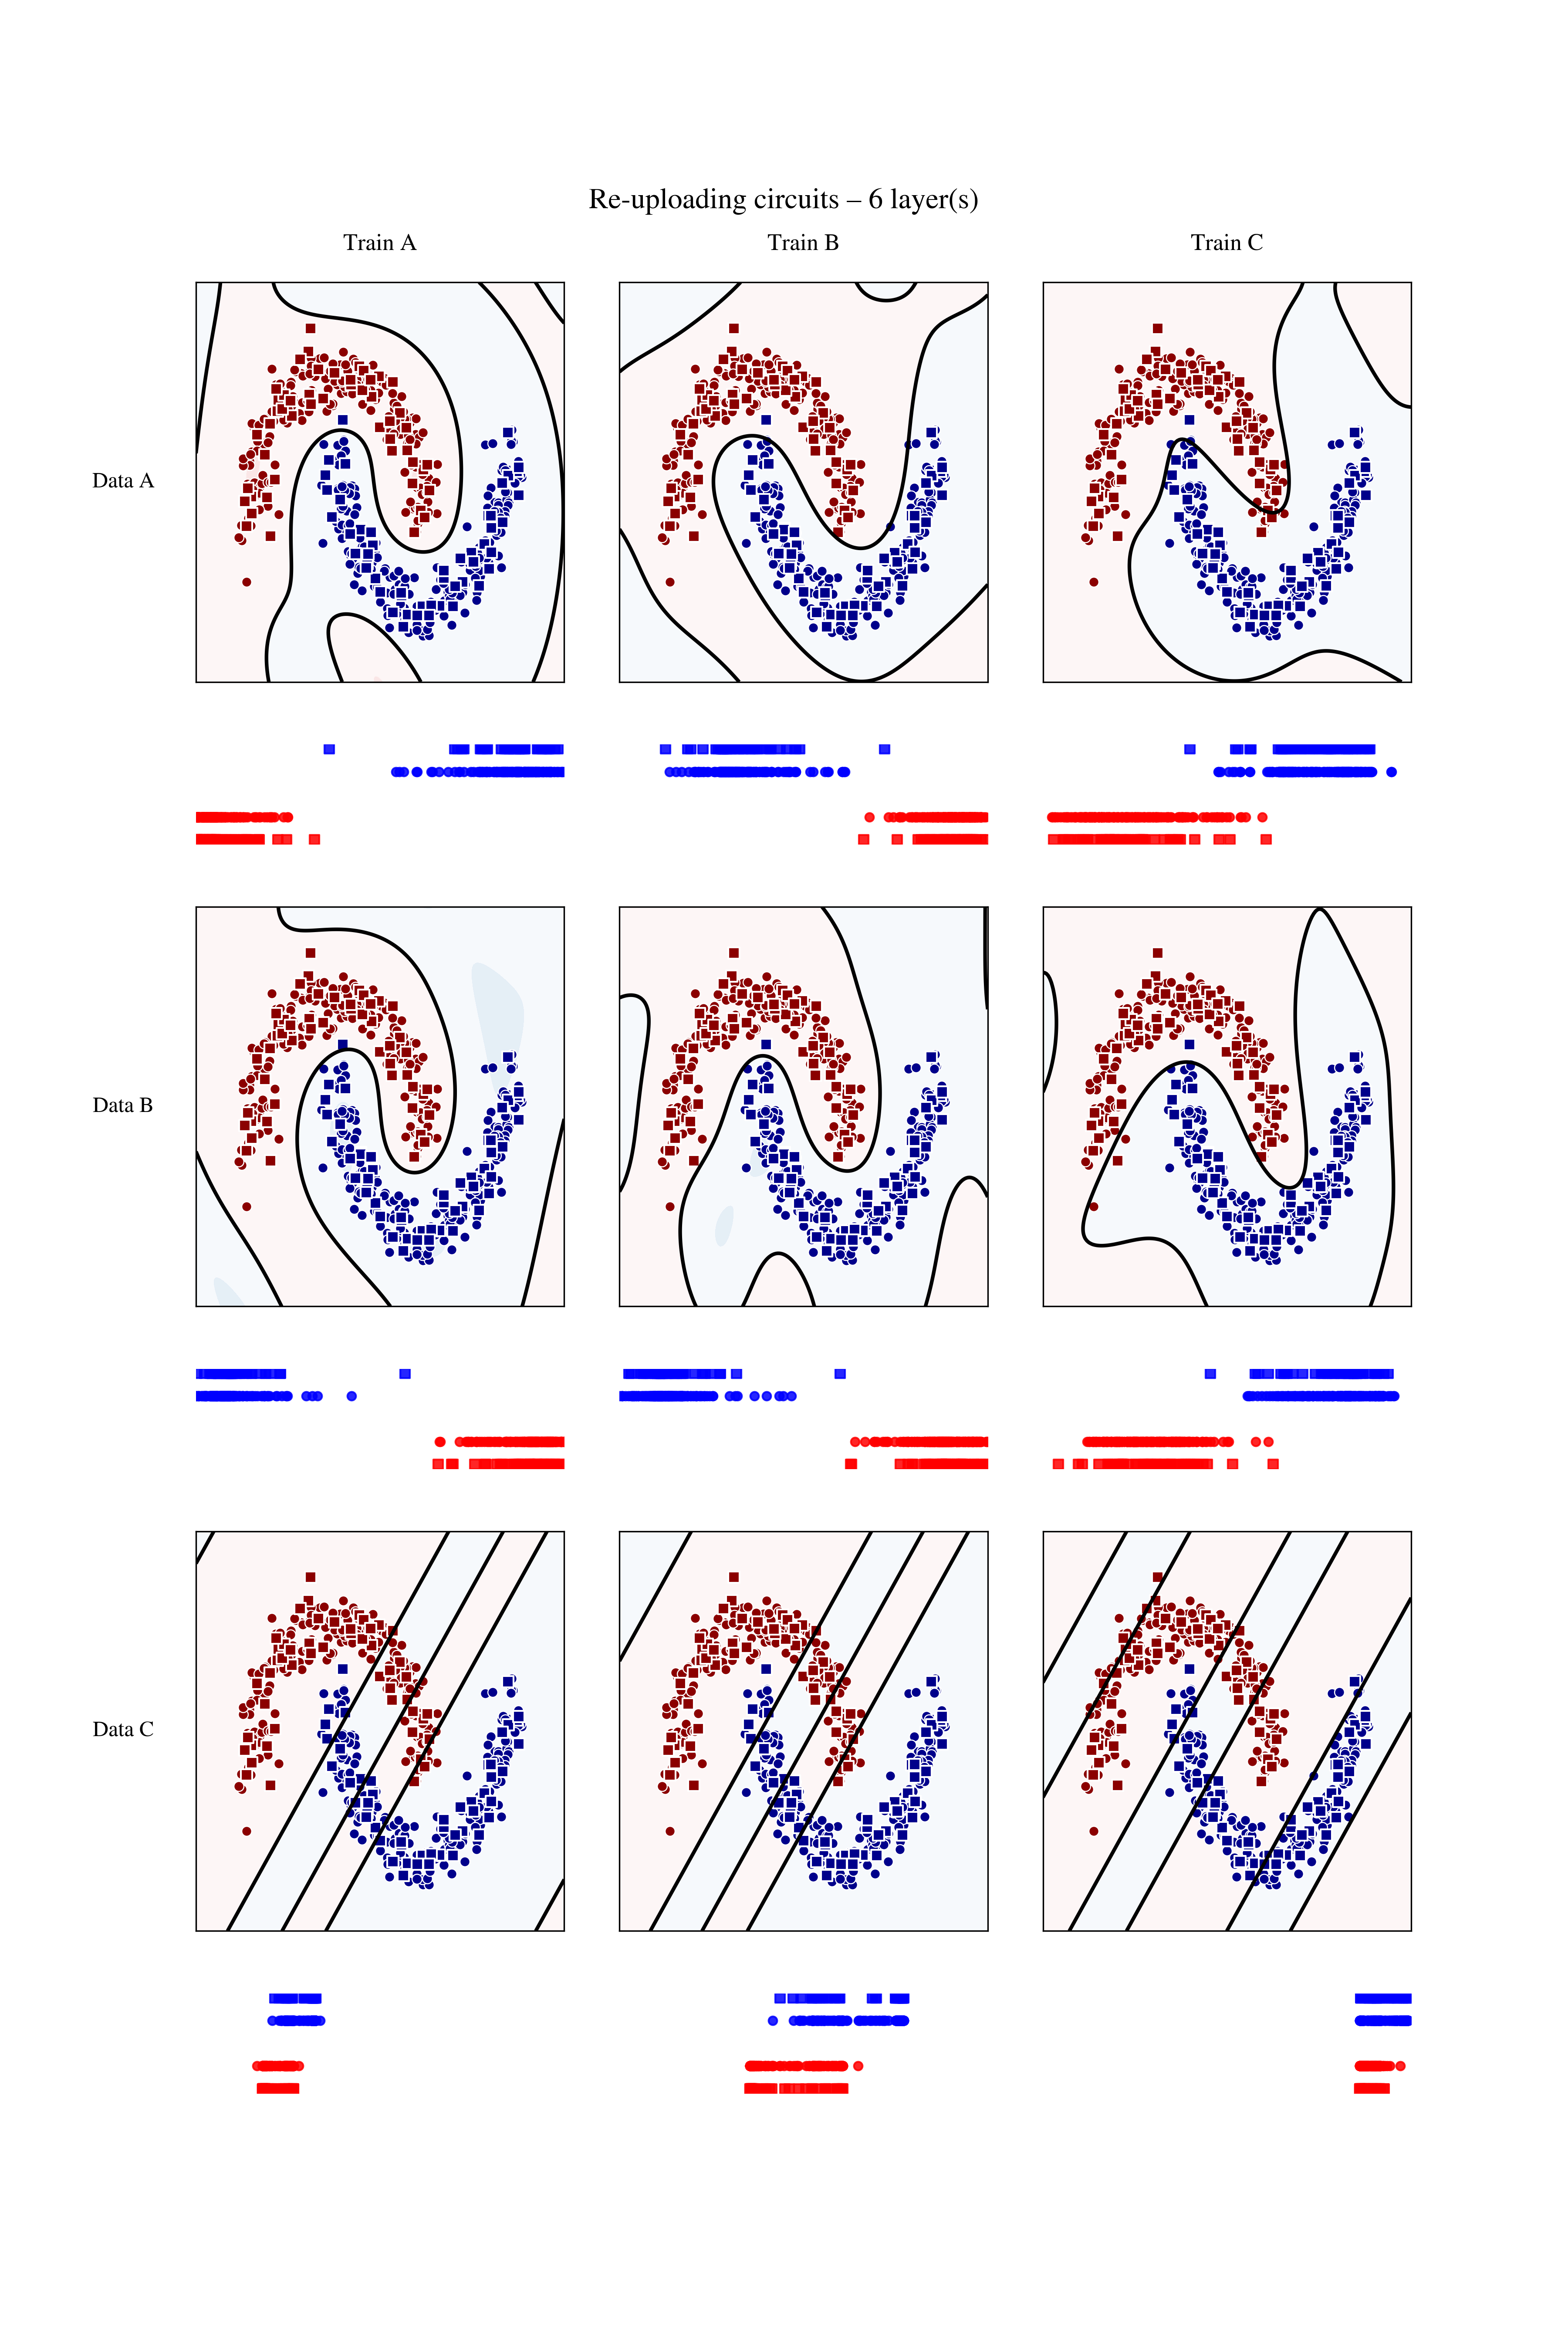 Re-uploading circuits – 6 layer(s)
Train A
Train B
Train C
Data A
Data B
Data C